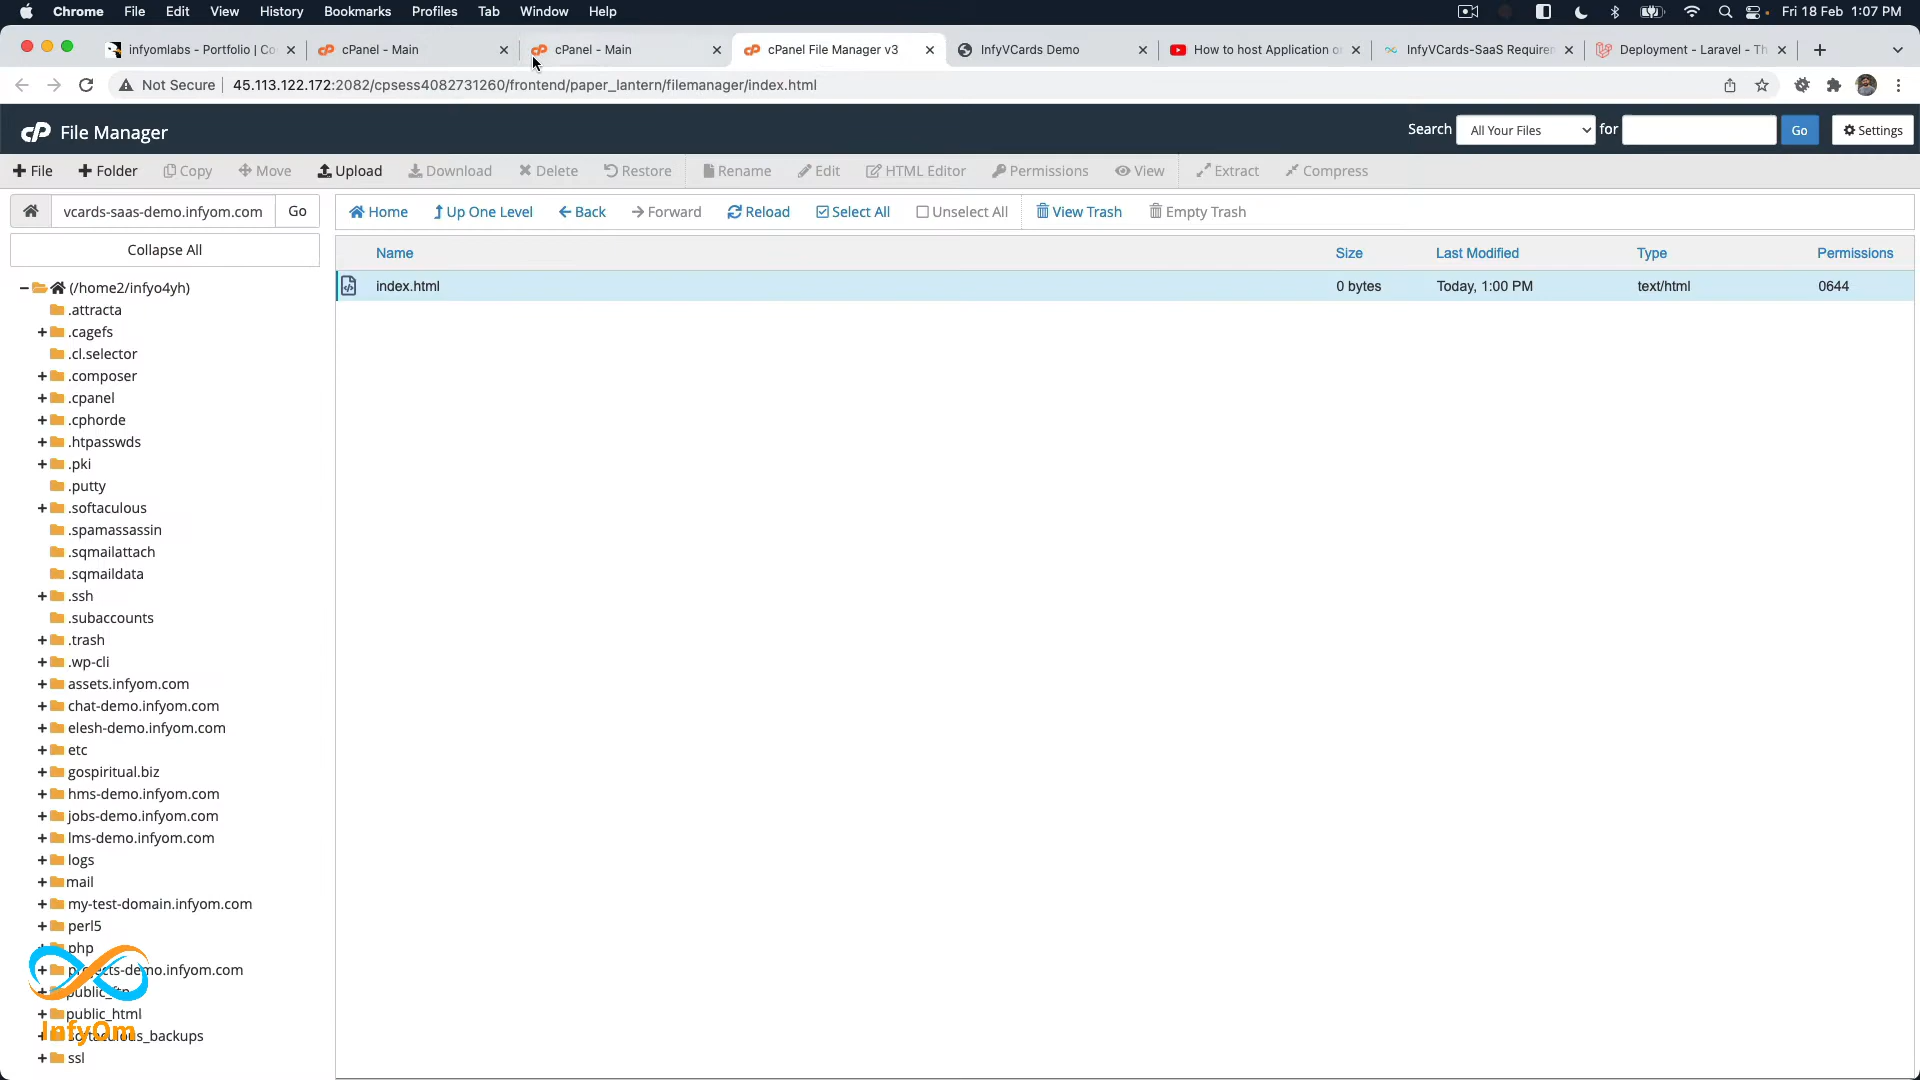 Chrome File Edit View History Bookmarks Profiles Tab Window Help Fri 18 Feb 1:07 PM
infyomlabs - Portfolio | Co cPanel - Main cPanel - Main cPanel File Manager v3 InfyVCards Demo How to host Application o InfyVCards-SaaS Requirem Deployment - Laravel - Th
Not Secure 45.113.122.172:2082/cpsess4082731260/frontend/paper_lantern/filemanager/index.html
cP File Manager Search All Your Files for Go Settings
File Folder Copy Move Upload Download Delete Restore Rename Edit HTML Editor Permissions View Extract Compress
vcards-saas-demo.infyom.com Go Home Up One Level Back Forward Reload Select All Unselect All View Trash Empty Trash
Collapse All
Name Size Last Modified Type Permissions
index.html 0 bytes Today, 1:00 PM text/html 0644
(/home2/infyo4yh)
.attracta
.cagefs
.cl.selector
.composer
.cpanel
.cphorde
.htpasswds
.pki
.putty
.softaculous
.spamassassin
.sqmailattach
.sqmaildata
.ssh
.subaccounts
.trash
.wp-cli
assets.infyom.com
chat-demo.infyom.com
elesh-demo.infyom.com
etc
gospiritual.biz
hms-demo.infyom.com
jobs-demo.infyom.com
lms-demo.infyom.com
logs
mail
my-test-domain.infyom.com
perl5
php
projects-demo.infyom.com
public_ftp
public_html
softaculous_backups
ssl
InfyOm